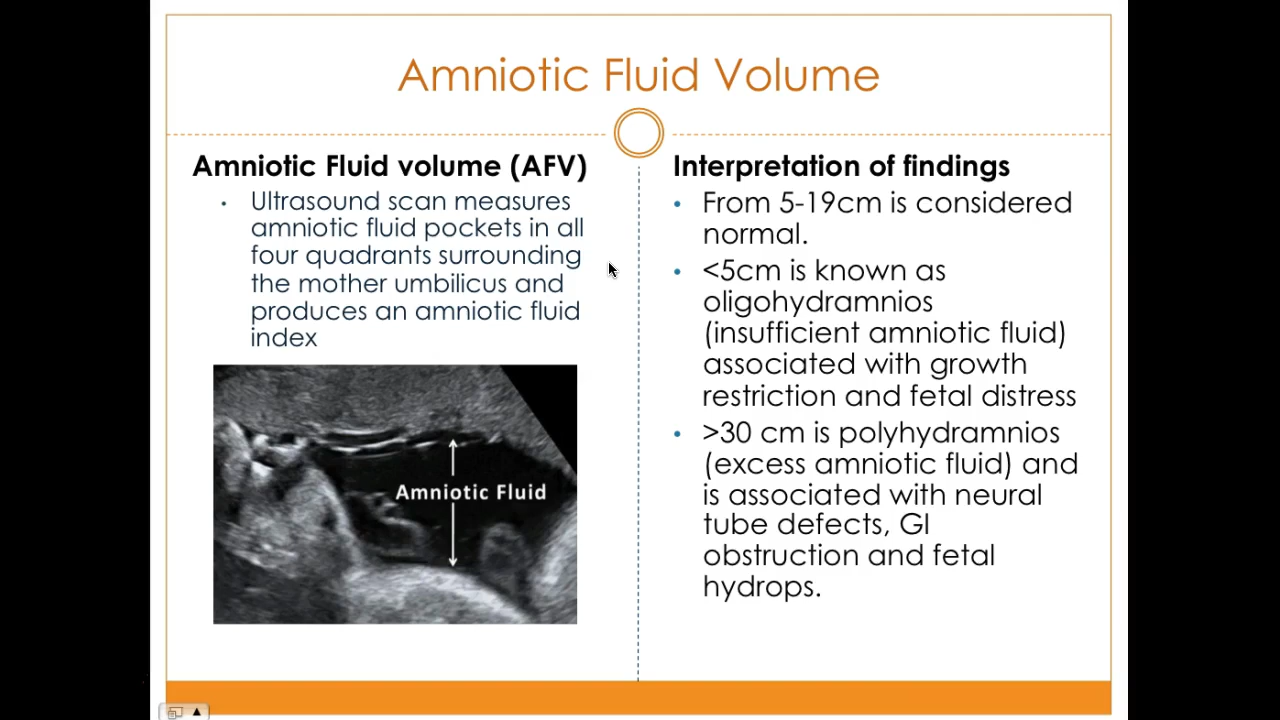 Amniotic Fluid Volume
Amniotic Fluid volume (AFV)
• Ultrasound scan measures
amniotic fluid pockets in all
four quadrants surrounding
the mother umbilicus and
produces an amniotic fluid
index
Amniotic Fluid
Interpretation of findings
• From 5-19cm is considered
normal.
• <5cm is known as
oligohydramnios
(insufficient amniotic fluid)
associated with growth
restriction and fetal distress
• >30 cm is polyhydramnios
(excess amniotic fluid) and
is associated with neural
tube defects, GI
obstruction and fetal
hydrops.